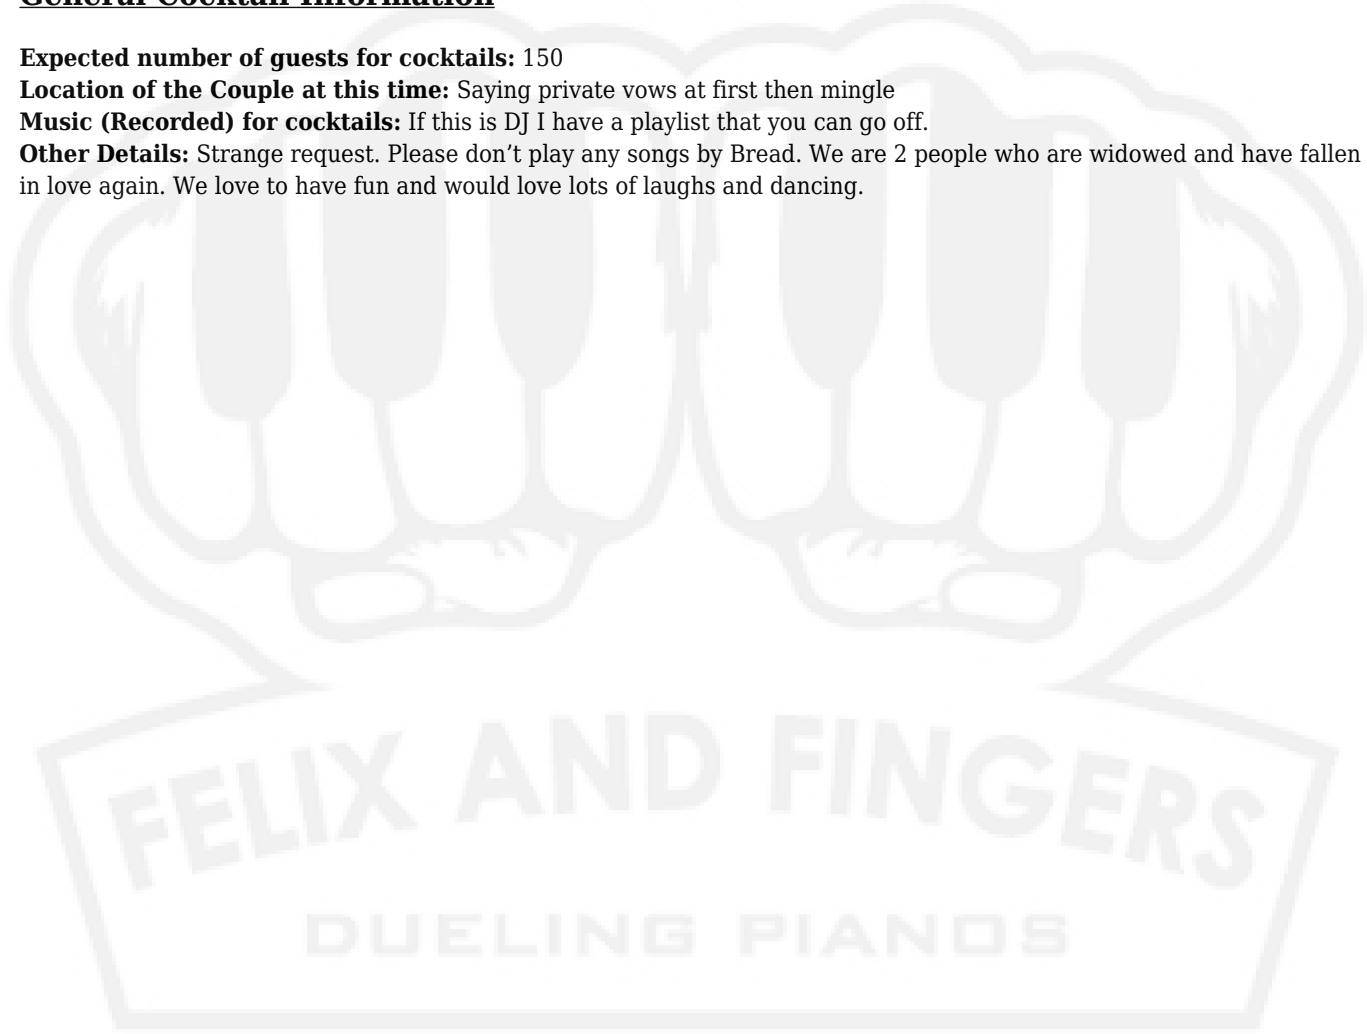 General Cocktail Information
Expected number of guests for cocktails: 150
Location of the Couple at this time: Saying private vows at first then mingle
Music (Recorded) for cocktails: If this is DJ I have a playlist that you can go off.
Other Details: Strange request. Please don’t play any songs by Bread. We are 2 people who are widowed and have fallen
in love again. We love to have fun and would love lots of laughs and dancing.
FELIX AND FINGERS
DUELING PIANOS